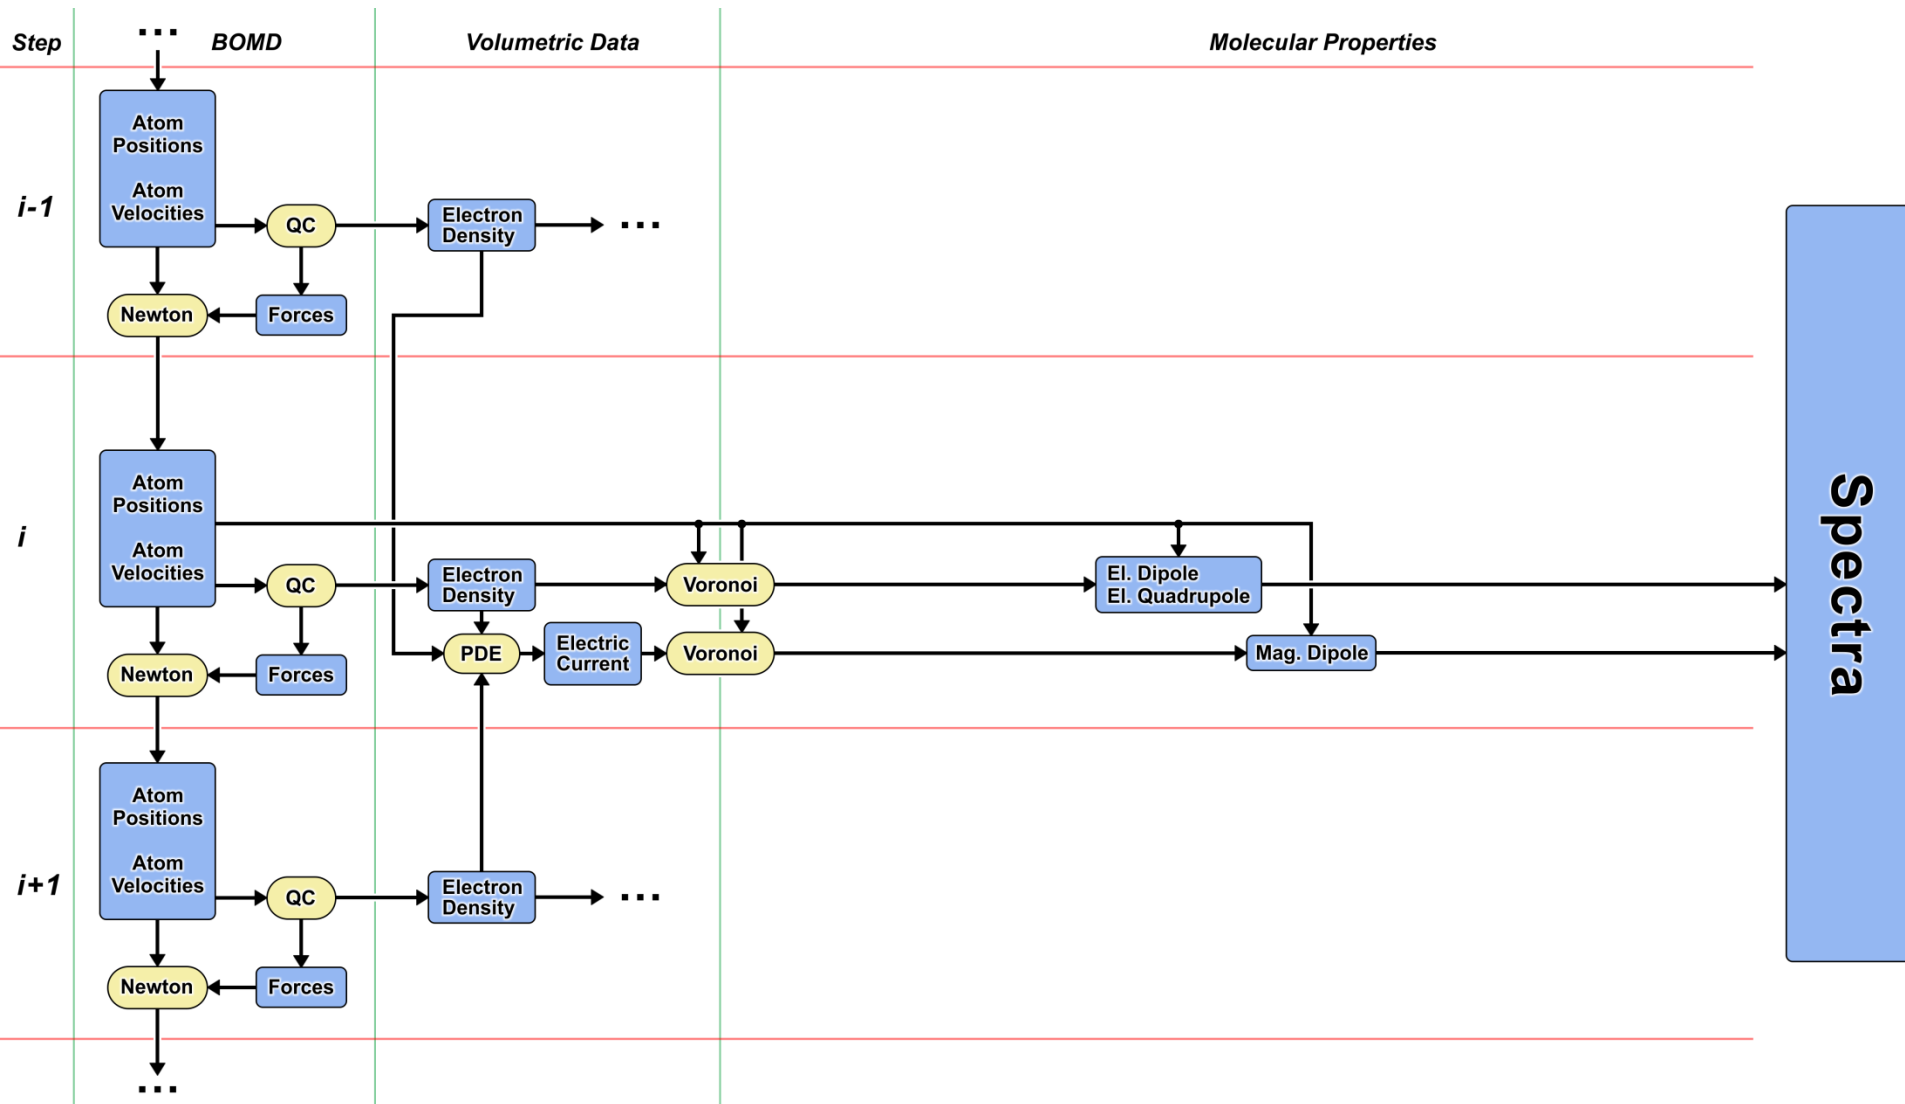 Step
...
BOMD
Volumetric Data
Molecular Properties
i-1
Atom
Positions
Atom
Velocities
QC
Electron
Density
...
Newton
Forces
i
Atom
Positions
Atom
Velocities
QC
Electron
Density
Voronoi
El. Dipole
El. Quadrupole
PDE
Electric
Current
Voronoi
Mag. Dipole
Newton
Forces
Spectra
i+1
Atom
Positions
Atom
Velocities
QC
Electron
Density
...
Newton
Forces
...